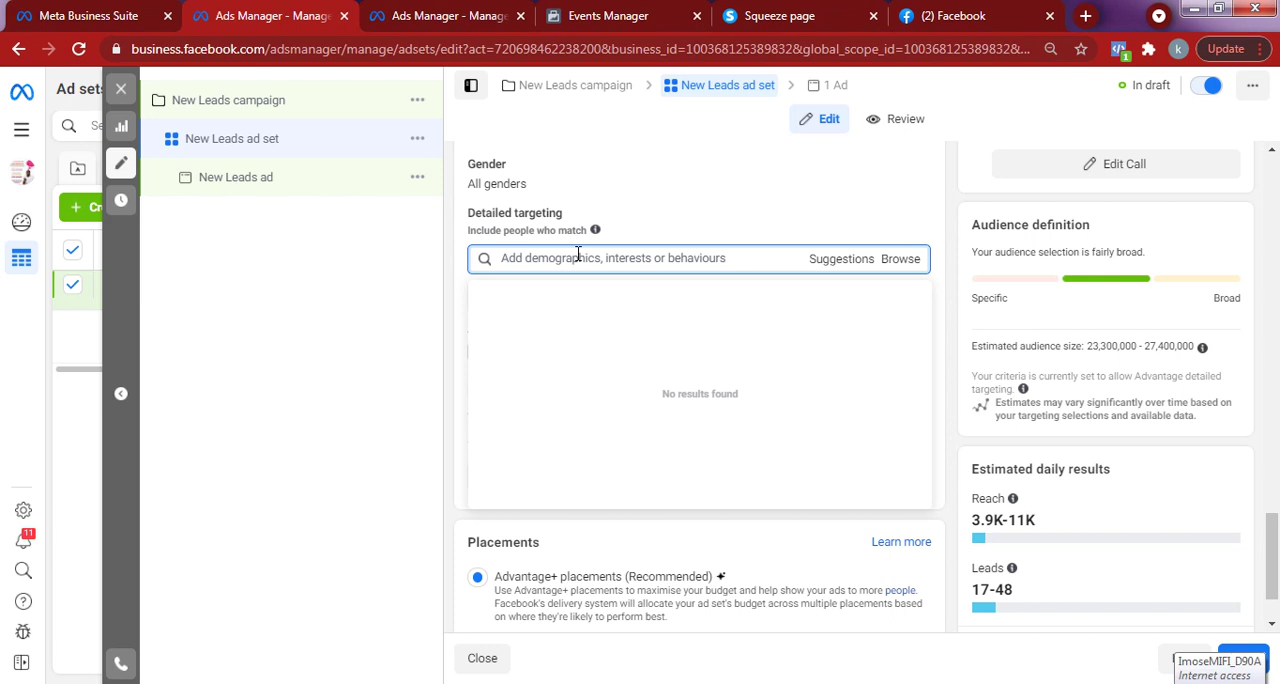 Meta Business Suite
Ads Manager - Manage
Ads Manager - Manage
Events Manager
Squeeze page
(2) Facebook
business.facebook.com/adsmanager/manage/adsets/edit?act=720698462238200&business_id=1003681253898932&global_scope_id=1003681253898932&...
1
k
Update
Ad sets
New Leads campaign
New Leads ad set
New Leads ad
New Leads campaign
New Leads ad set
1 Ad
In draft
Edit
Review
Gender
All genders
Detailed targeting
Include people who match
Add demographics, interests or behaviours
Suggestions
Browse
No results found
Placements
Learn more
Advantage+ placements (Recommended)
Use Advantage+ placements to maximise your budget and help show your ads to more people.
Facebook's delivery system will allocate your ad set's budget across multiple placements based
on where they're likely to perform best.
Close
Edit Call
Audience definition
Your audience selection is fairly broad.
Specific
Broad
Estimated audience size: 23,300,000 - 27,400,000
Your criteria is currently set to allow Advantage detailed
targeting.
Estimates may vary significantly over time based on
your targeting selections and available data.
Estimated daily results
Reach
3.9K-11K
Leads
17-48
11
ImoseMIFI_D90A
Internet access